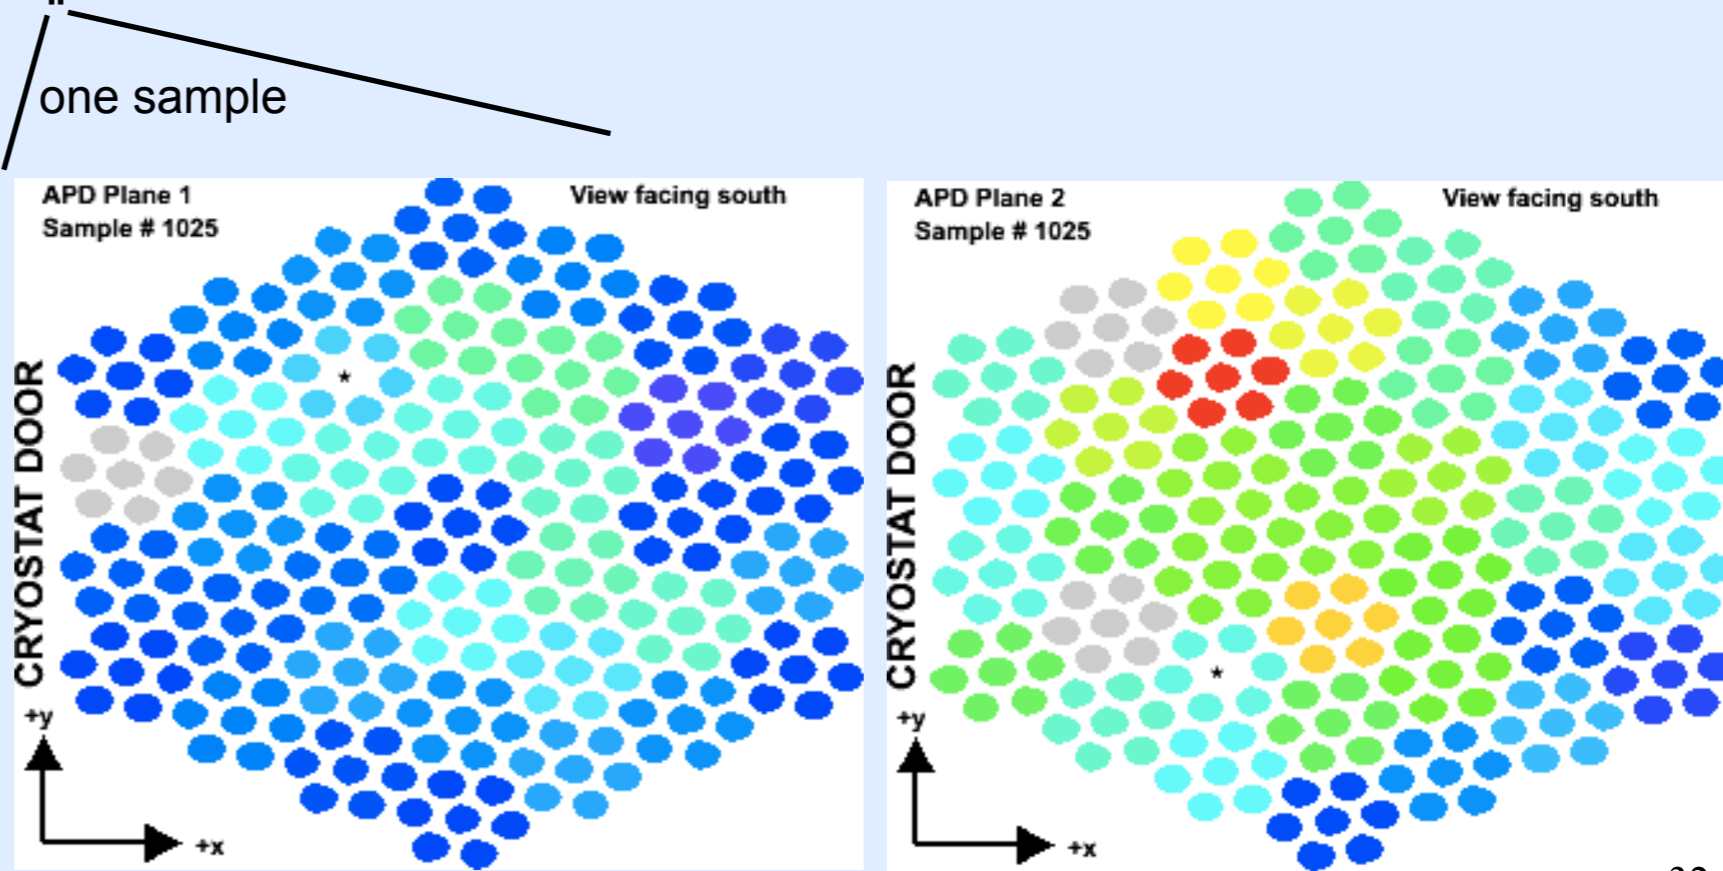 one sample
APD Plane 1
Sample # 1025
View facing south
CRYOSTAT DOOR
+y
+x
*
APD Plane 2
Sample # 1025
View facing south
CRYOSTAT DOOR
+y
+x
*